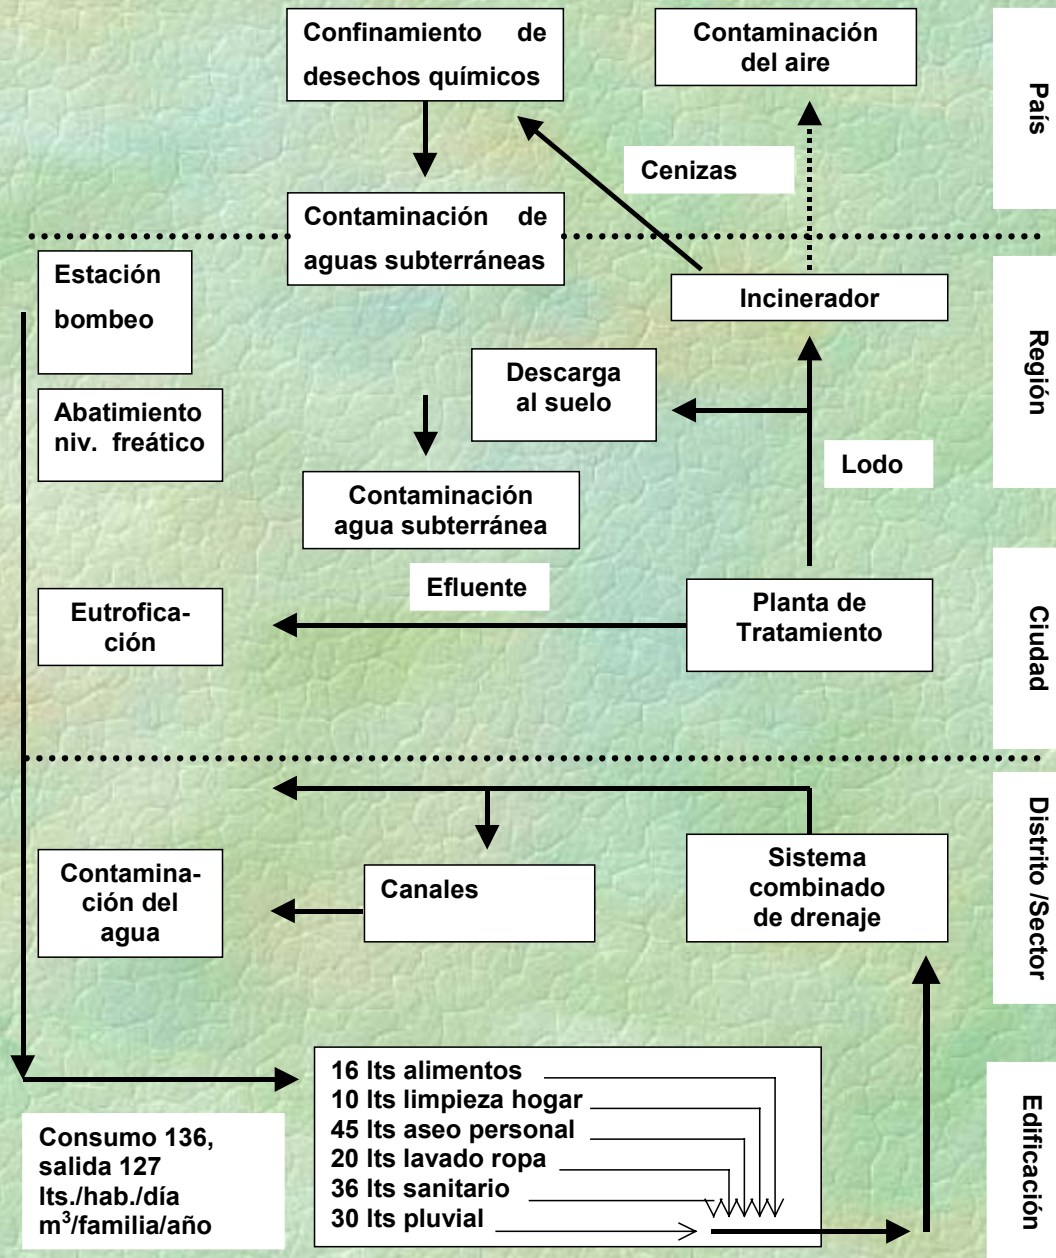 Confinamiento de
desechos químicos
Contaminación
del aire
País
Cenizas
Contaminación de
aguas subterráneas
Estación
bombeo
Incinerador
Región
Descarga
al suelo
Abatimiento
niv. freático
Lodo
Contaminación
agua subterránea
Efluente
Eutrofica-
ción
Planta de
Tratamiento
Ciudad
Distrito /Sector
Contamina-
ción del
agua
Canales
Sistema
combinado
de drenaje
16 lts alimentos
10 lts limpieza hogar
45 lts aseo personal
20 lts lavado ropa
36 lts sanitario
30 lts pluvial
Consumo 136,
salida 127
lts./hab./día
m³/familia/año
Edificación